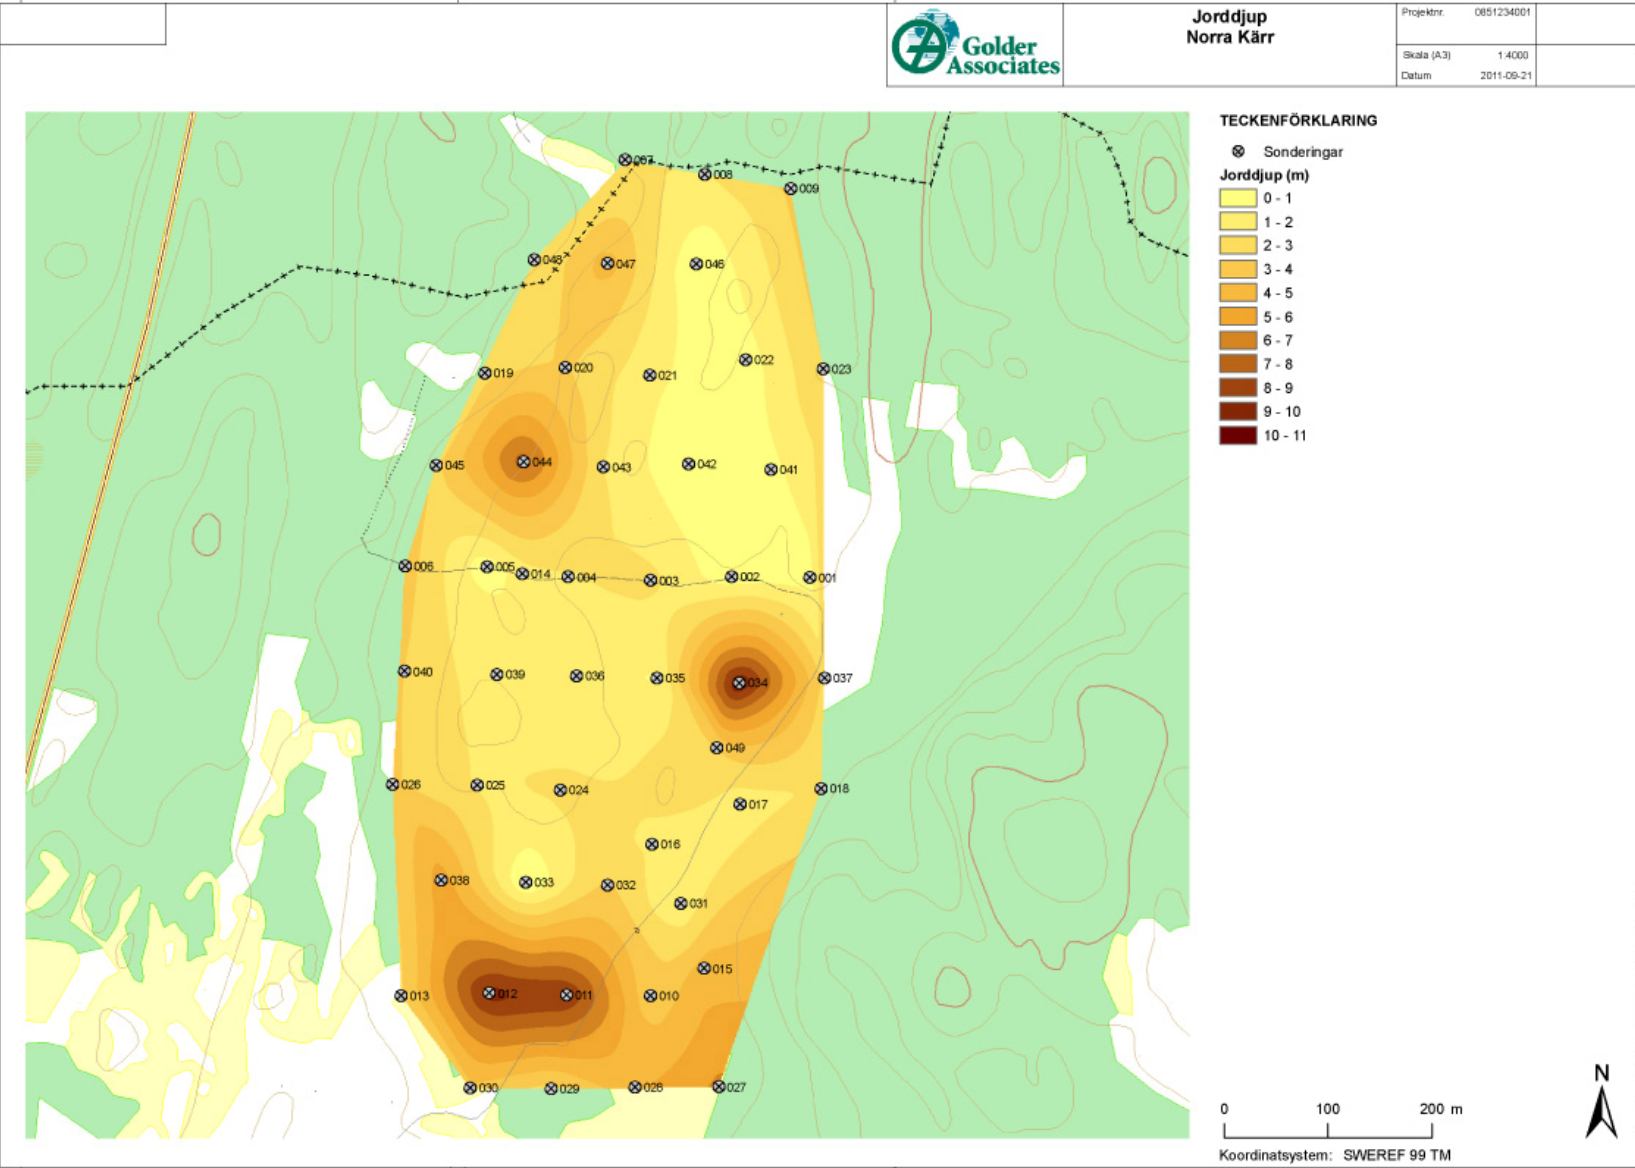 Golder
Associates
Jorddjup
Norra Kärr
Projektnr. 0851234001
Skala (A3) 1:4000
Datum 2011-09-21
TECKENFÖRKLARING
Sonderingar
Jorddjup (m)
0 - 1
1 - 2
2 - 3
3 - 4
4 - 5
5 - 6
6 - 7
7 - 8
8 - 9
9 - 10
10 - 11
007
008
009
048
047
046
019
020
021
022
023
045
044
043
042
041
006
005
014
004
003
002
001
040
039
036
035
034
037
049
026
025
024
017
018
016
038
033
032
031
015
013
012
011
010
030
029
028
027
N
0 100 200 m
Koordinatsystem: SWEREF 99 TM